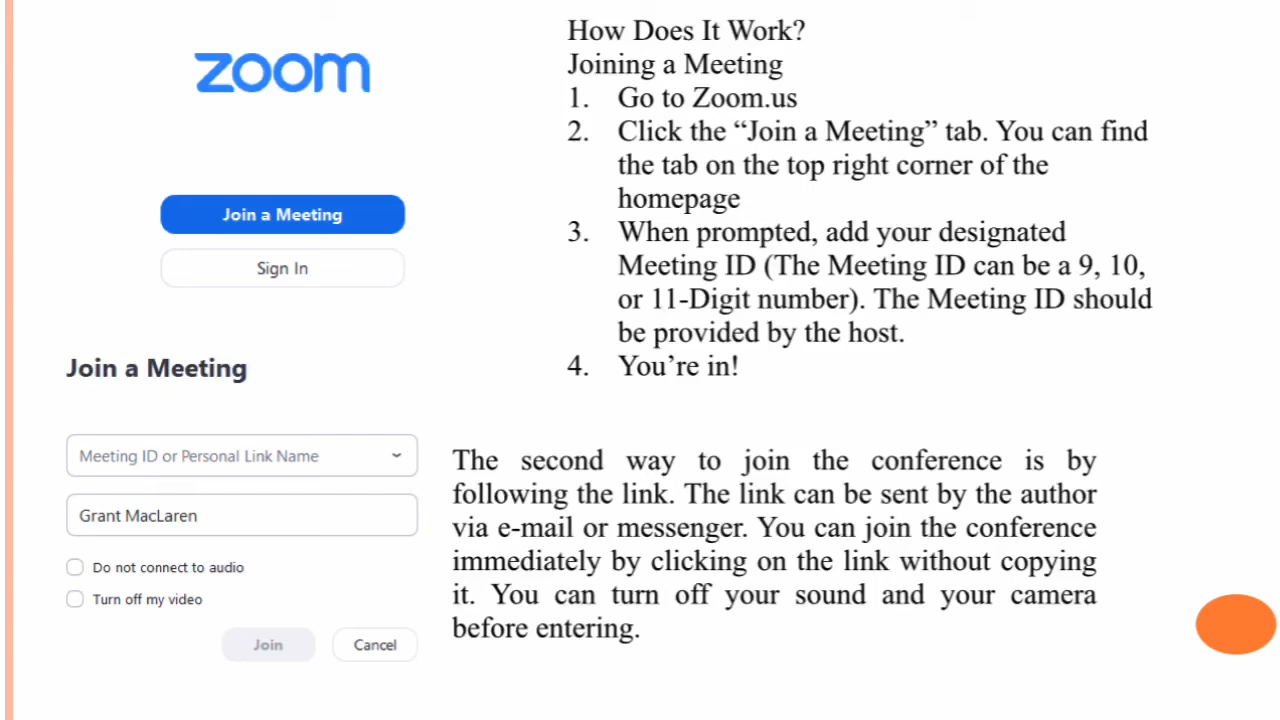 zoom
Join a Meeting
Sign In
Join a Meeting
Meeting ID or Personal Link Name
Grant MacLaren
Do not connect to audio
Turn off my video
Join
Cancel
How Does It Work?
Joining a Meeting
1. Go to Zoom.us
2. Click the “Join a Meeting” tab. You can find
the tab on the top right corner of the
homepage
3. When prompted, add your designated
Meeting ID (The Meeting ID can be a 9, 10,
or 11-Digit number). The Meeting ID should
be provided by the host.
4. You’re in!
The second way to join the conference is by
following the link. The link can be sent by the author
via e-mail or messenger. You can join the conference
immediately by clicking on the link without copying
it. You can turn off your sound and your camera
before entering.